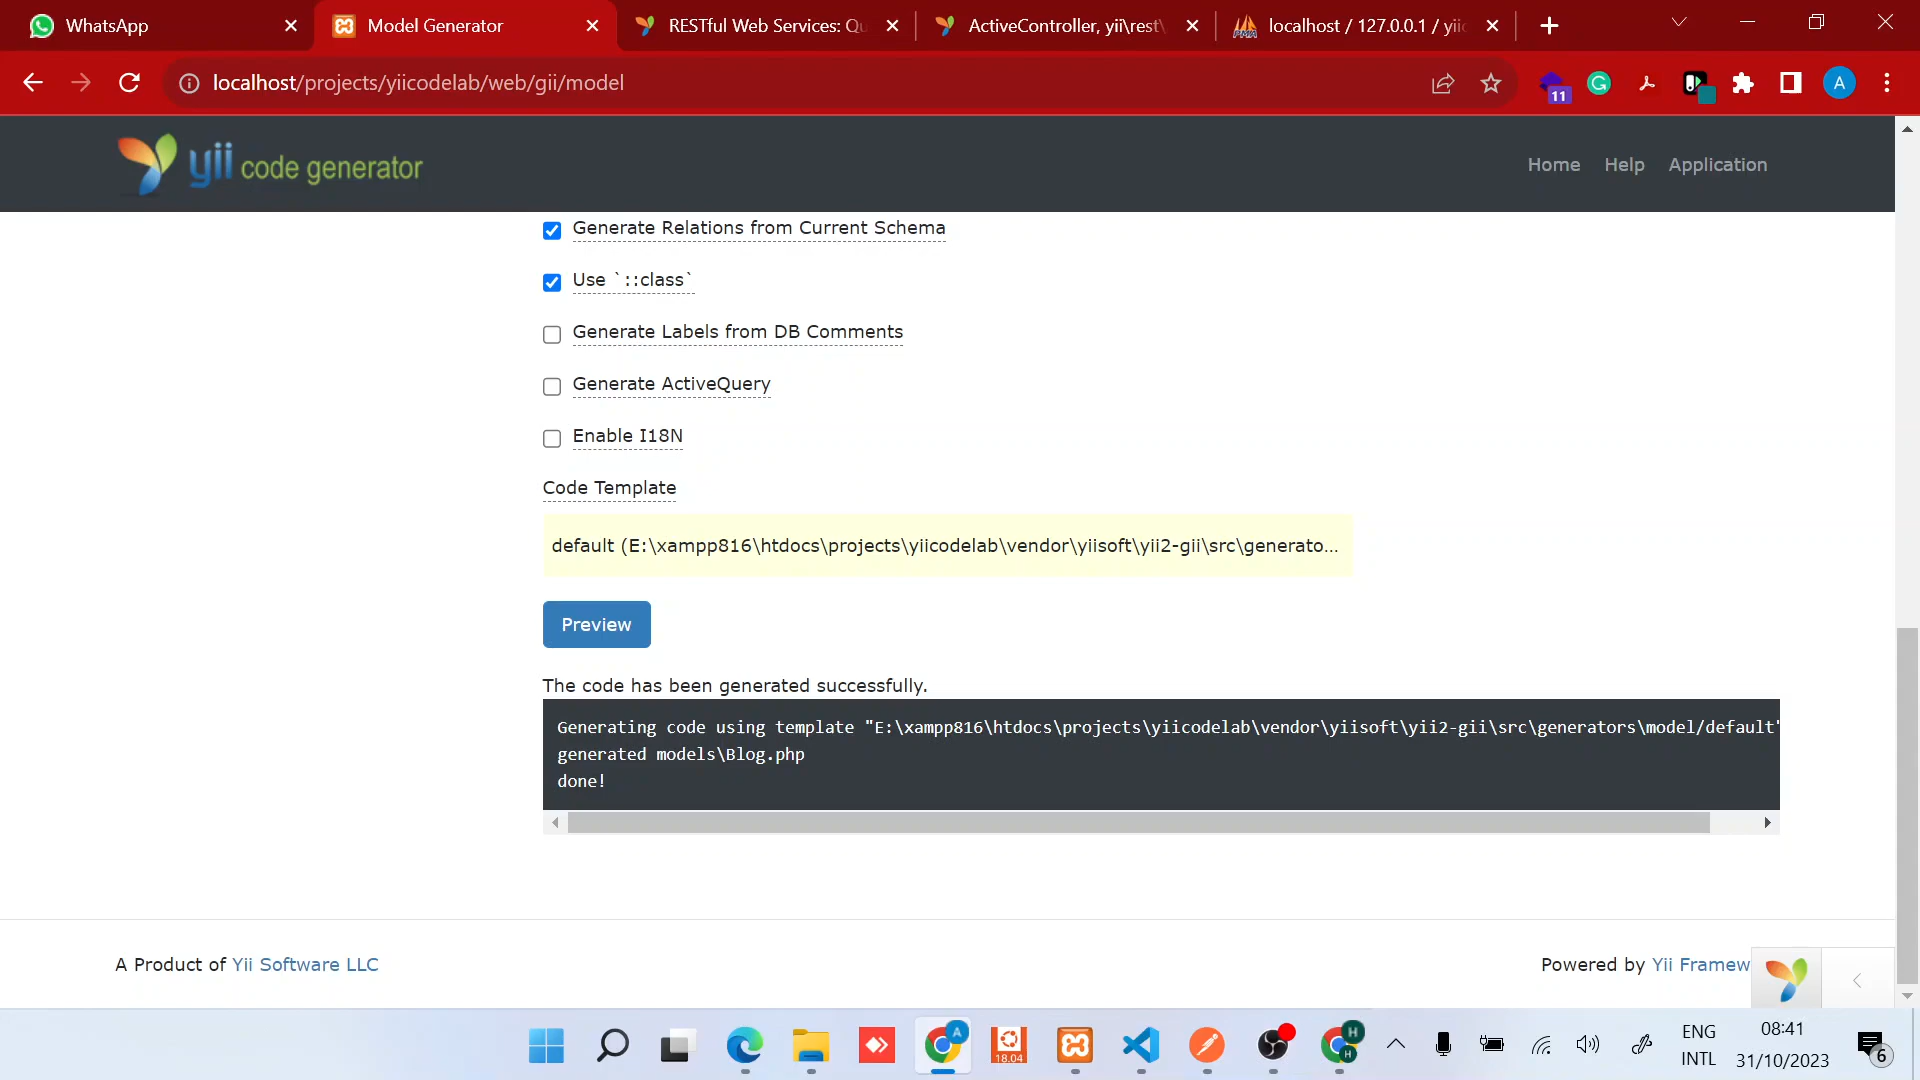 WhatsApp
Model Generator
RESTful Web Services: Qu
ActiveController, yii\rest\
localhost / 127.0.0.1 / yiic
localhost/projects/yiicodelab/web/gii/model
11
A
yii code generator
Home Help Application
Generate Relations from Current Schema
Use `::class`
Generate Labels from DB Comments
Generate ActiveQuery
Enable I18N
Code Template
default (E:\xampp816\htdocs\projects\yiicodelab\vendor\yiisoft\yii2-gii\src\generato...
Preview
The code has been generated successfully.
Generating code using template "E:\xampp816\htdocs\projects\yiicodelab\vendor\yiisoft\yii2-gii\src\generators\model/default"
generated models\Blog.php
done!
A Product of Yii Software LLC
Powered by Yii Framew
A
18.04
H
H
ENG
INTL
08:41
31/10/2023
6